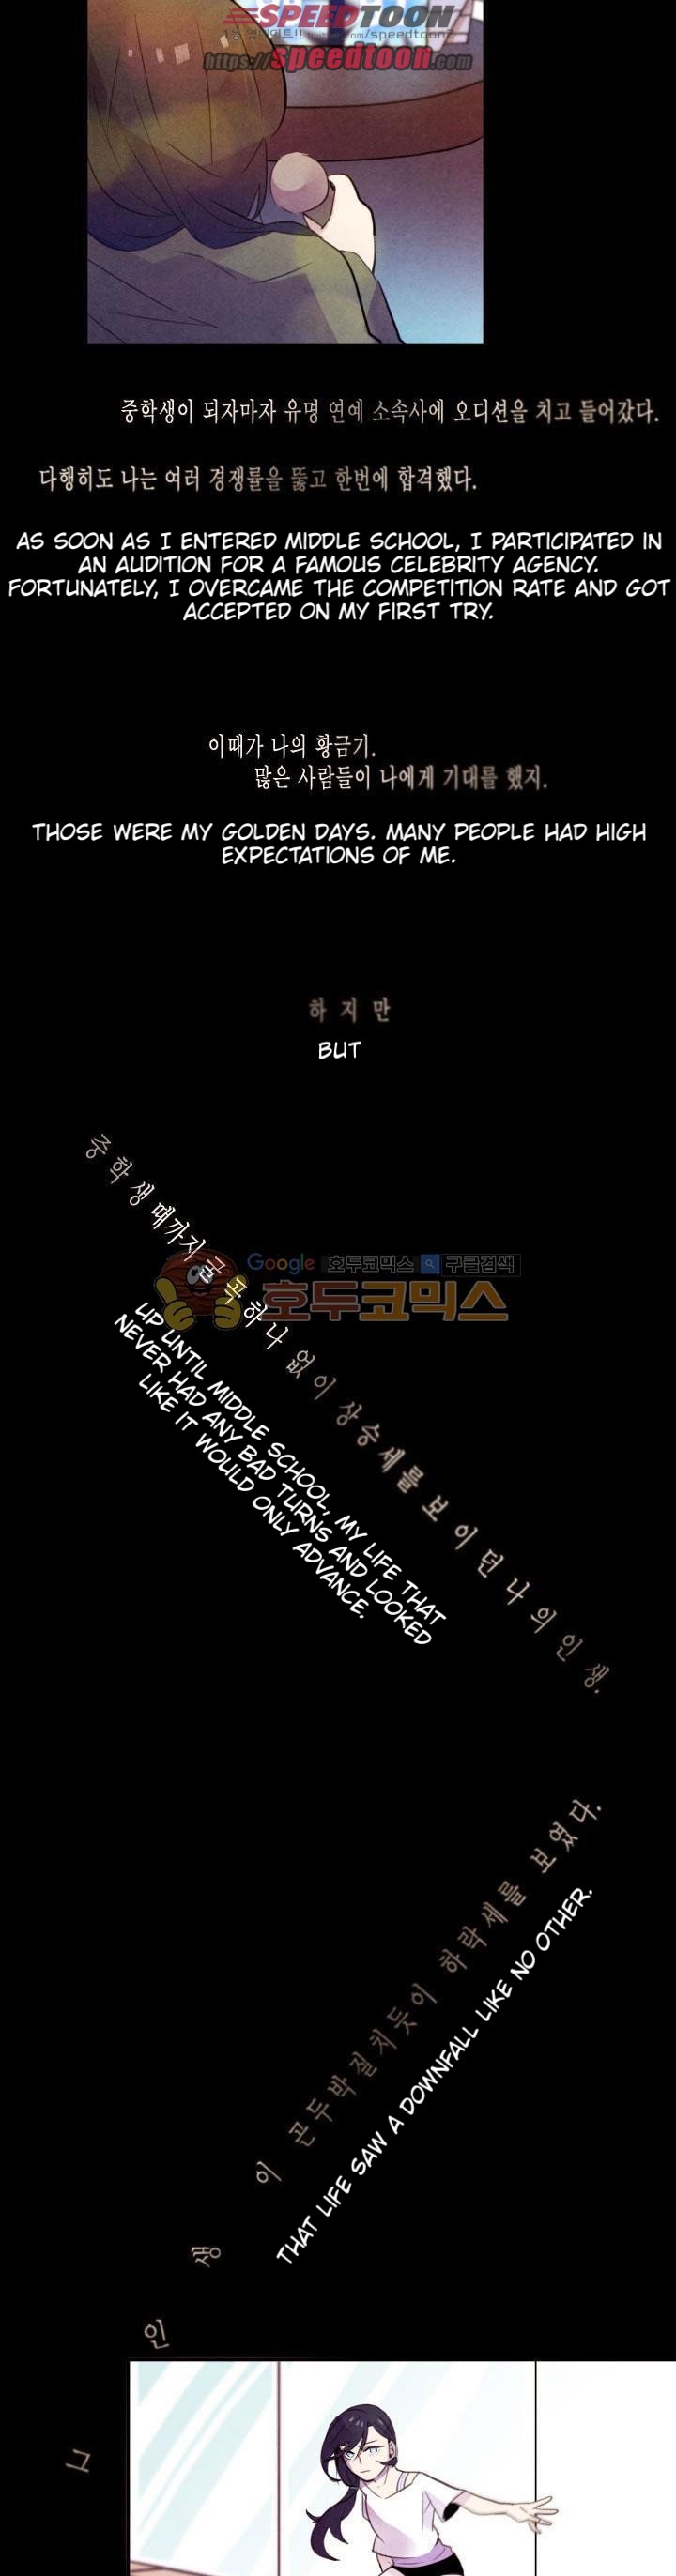 SPEEDTOON
https://speedtoon.com
중학생이 되자마자 유명 연예 소속사에 오디션을 치고 들어갔다.
다행히도 나는 여러 경쟁률을 뚫고 한번에 합격했다.
AS SOON AS I ENTERED MIDDLE SCHOOL, I PARTICIPATED IN
AN AUDITION FOR A FAMOUS CELEBRITY AGENCY.
FORTUNATELY, I OVERCAME THE COMPETITION RATE AND GOT
ACCEPTED ON MY FIRST TRY.
이때가 나의 황금기.
많은 사람들이 나에게 기대를 했지.
THOSE WERE MY GOLDEN DAYS. MANY PEOPLE HAD HIGH
EXPECTATIONS OF ME.
하지만
BUT
중학생때까지 굴곡하나 없이 상승세를 보이던 나의 인생.
Google 호두코믹스 구글검색
호두코믹스
UP UNTIL MIDDLE SCHOOL, MY LIFE THAT
NEVER HAD ANY BAD TURNS AND LOOKED
LIKE IT WOULD ONLY ADVANCE.
그 인생이 곤두박질치듯이 하락세를 보였다.
THAT LIFE SAW A DOWNFALL LIKE NO OTHER.